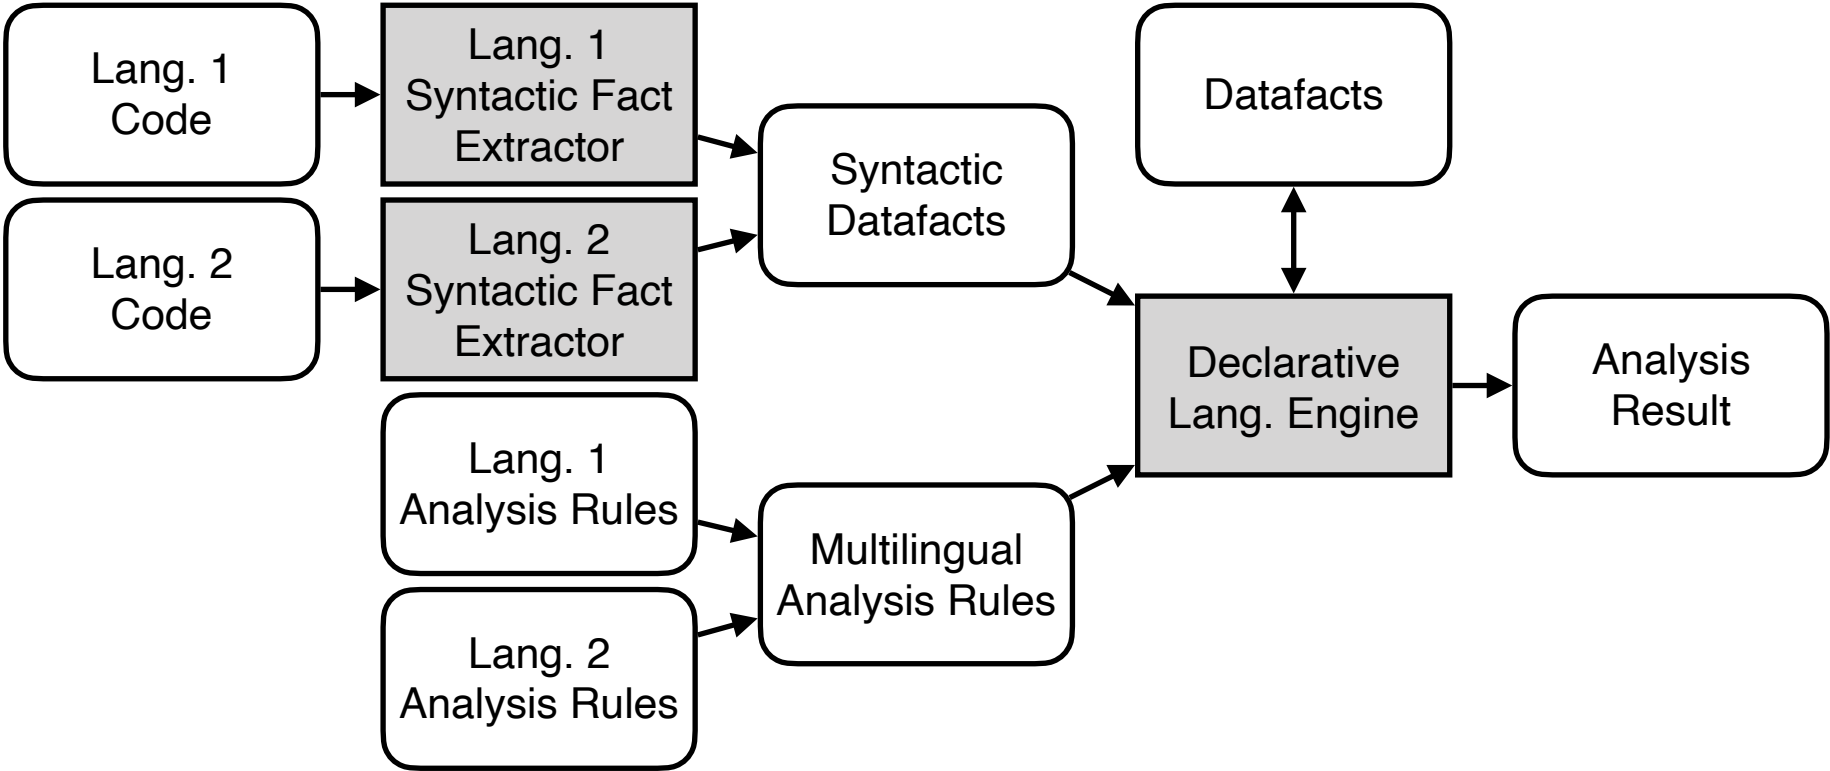 Lang. 1
Code
Lang. 1
Syntactic Fact
Extractor
Lang. 2
Code
Lang. 2
Syntactic Fact
Extractor
Syntactic
Datafacts
Datafacts
Lang. 1
Analysis Rules
Lang. 2
Analysis Rules
Multilingual
Analysis Rules
Declarative
Lang. Engine
Analysis
Result